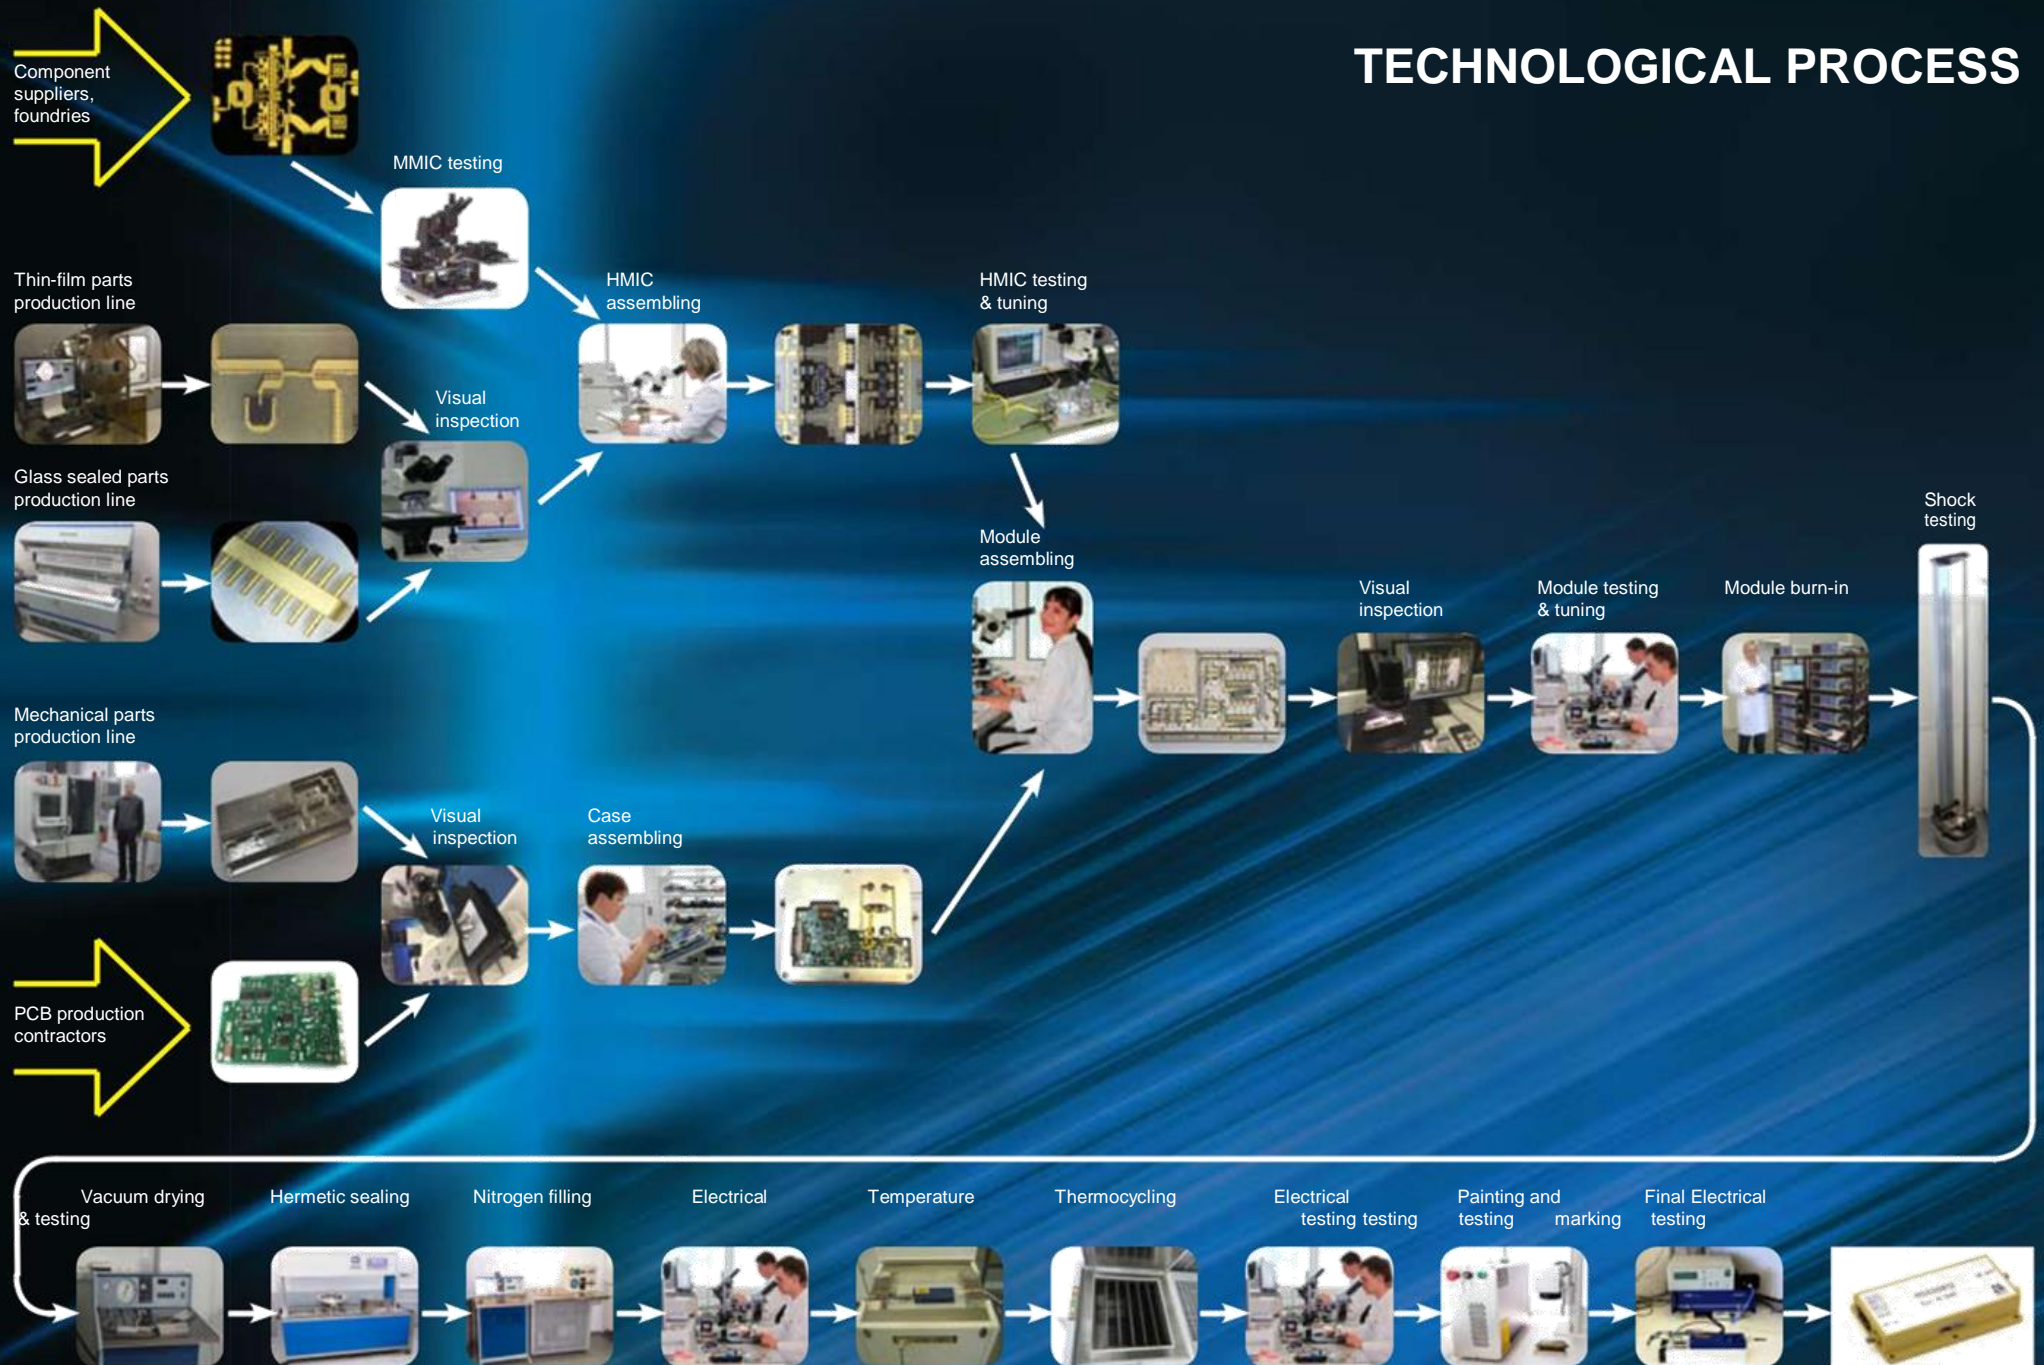 TECHNOLOGICAL PROCESS
Component
suppliers,
foundries
MMIC testing
Thin-film parts
production line
HMIC
assembling
HMIC testing
& tuning
Visual
inspection
Glass sealed parts
production line
Module
assembling
Shock
testing
Visual
inspection
Module testing
& tuning
Module burn-in
Mechanical parts
production line
Visual
inspection
Case
assembling
PCB production
contractors
Vacuum drying Hermetic sealing Nitrogen filling Electrical Temperature Thermocycling Electrical Painting and Final Electrical
& testing testing testing testing marking testing